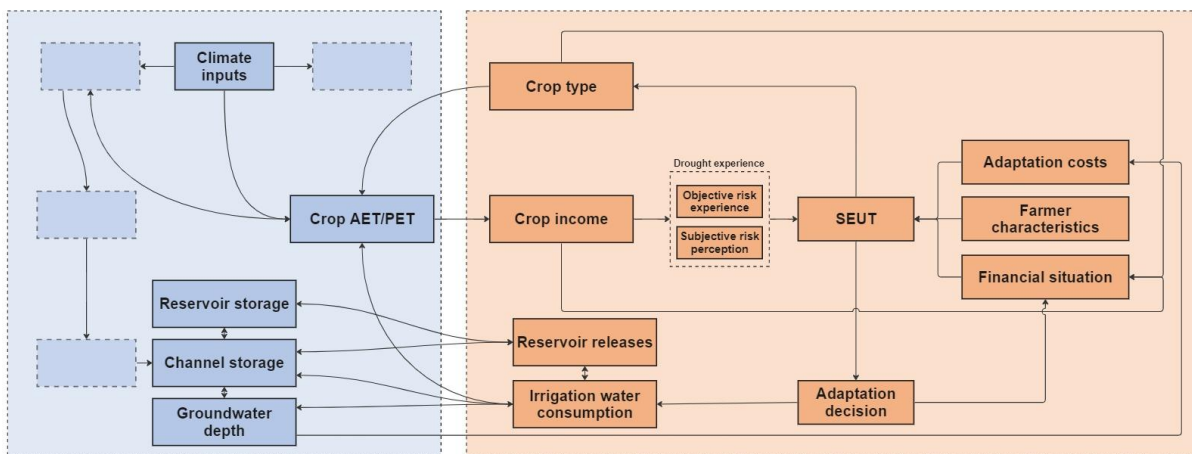 Climate
inputs
Crop AET/PET
Reservoir storage
Channel storage
Groundwater
depth
Crop type
Crop income
Drought experience
Objective risk
experience
Subjective risk
perception
SEUT
Adaptation costs
Farmer
characteristics
Financial situation
Reservoir releases
Irrigation water
consumption
Adaptation
decision